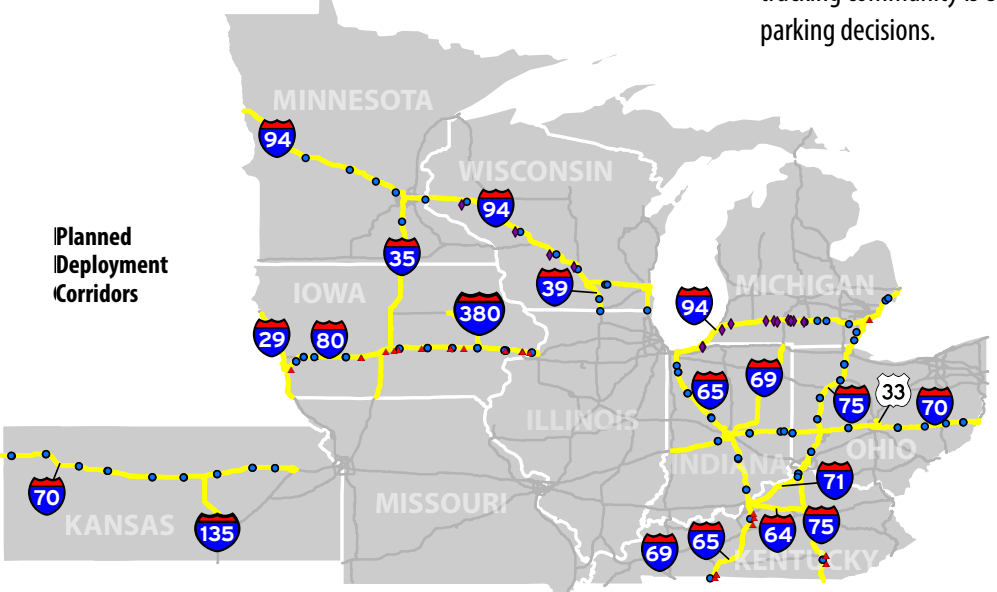 parking decisions.
MINNESOTA
94
WISCONSIN
94
Planned
Deployment
Corridors
35
IOWA
39
380
MICHIGAN
94
29
80
65
69
75
33
70
ILLINOIS
INDIANA
OHIO
70
KANSAS
135
MISSOURI
71
69
65
64
75
KENTUCKY